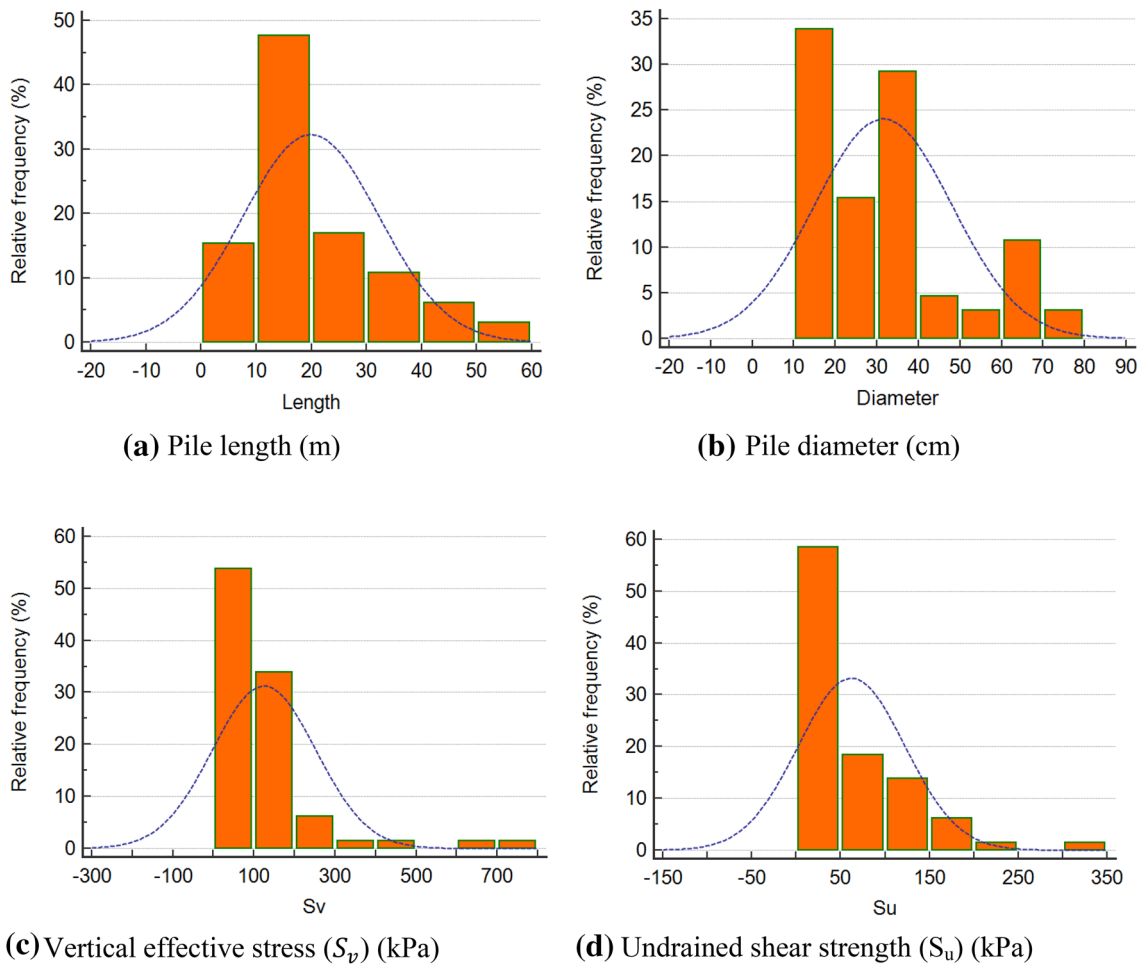 50
40
30
20
10
0
Relative frequency (%)
-20 -10 0 10 20 30 40 50 60
Length
(a) Pile length (m)
35
30
25
20
15
10
5
0
Relative frequency (%)
-20 -10 0 10 20 30 40 50 60 70 80 90
Diameter
(b) Pile diameter (cm)
60
50
40
30
20
10
0
Relative frequency (%)
-300 -100 100 300 500 700
Sv
(c) Vertical effective stress (Sv) (kPa)
60
50
40
30
20
10
0
Relative frequency (%)
-150 -50 50 150 250 350
Su
(d) Undrained shear strength (Su) (kPa)